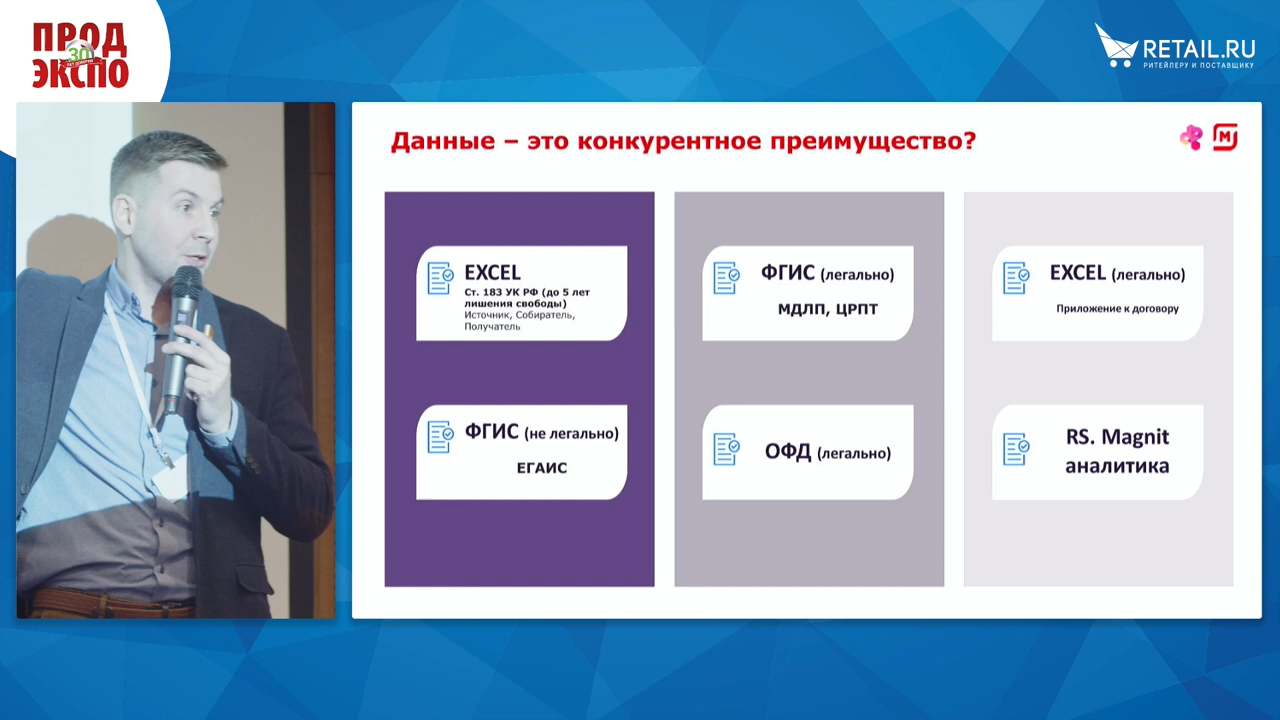 ПРОД
30
ЛЕТ ДОВЕРИЯ
ЭКСПО
RETAIL.RU
РИТЕЙЛЕРУ И ПОСТАВЩИКУ
Данные – это конкурентное преимущество?
EXCEL
Ст. 183 УК РФ (до 5 лет
лишения свободы)
Источник, Собиратель,
Получатель
ФГИС (не легально)
ЕГАИС
ФГИС (легально)
МДЛП, ЦРПТ
ОФД (легально)
EXCEL (легально)
Приложение к договору
RS. Magnit
аналитика